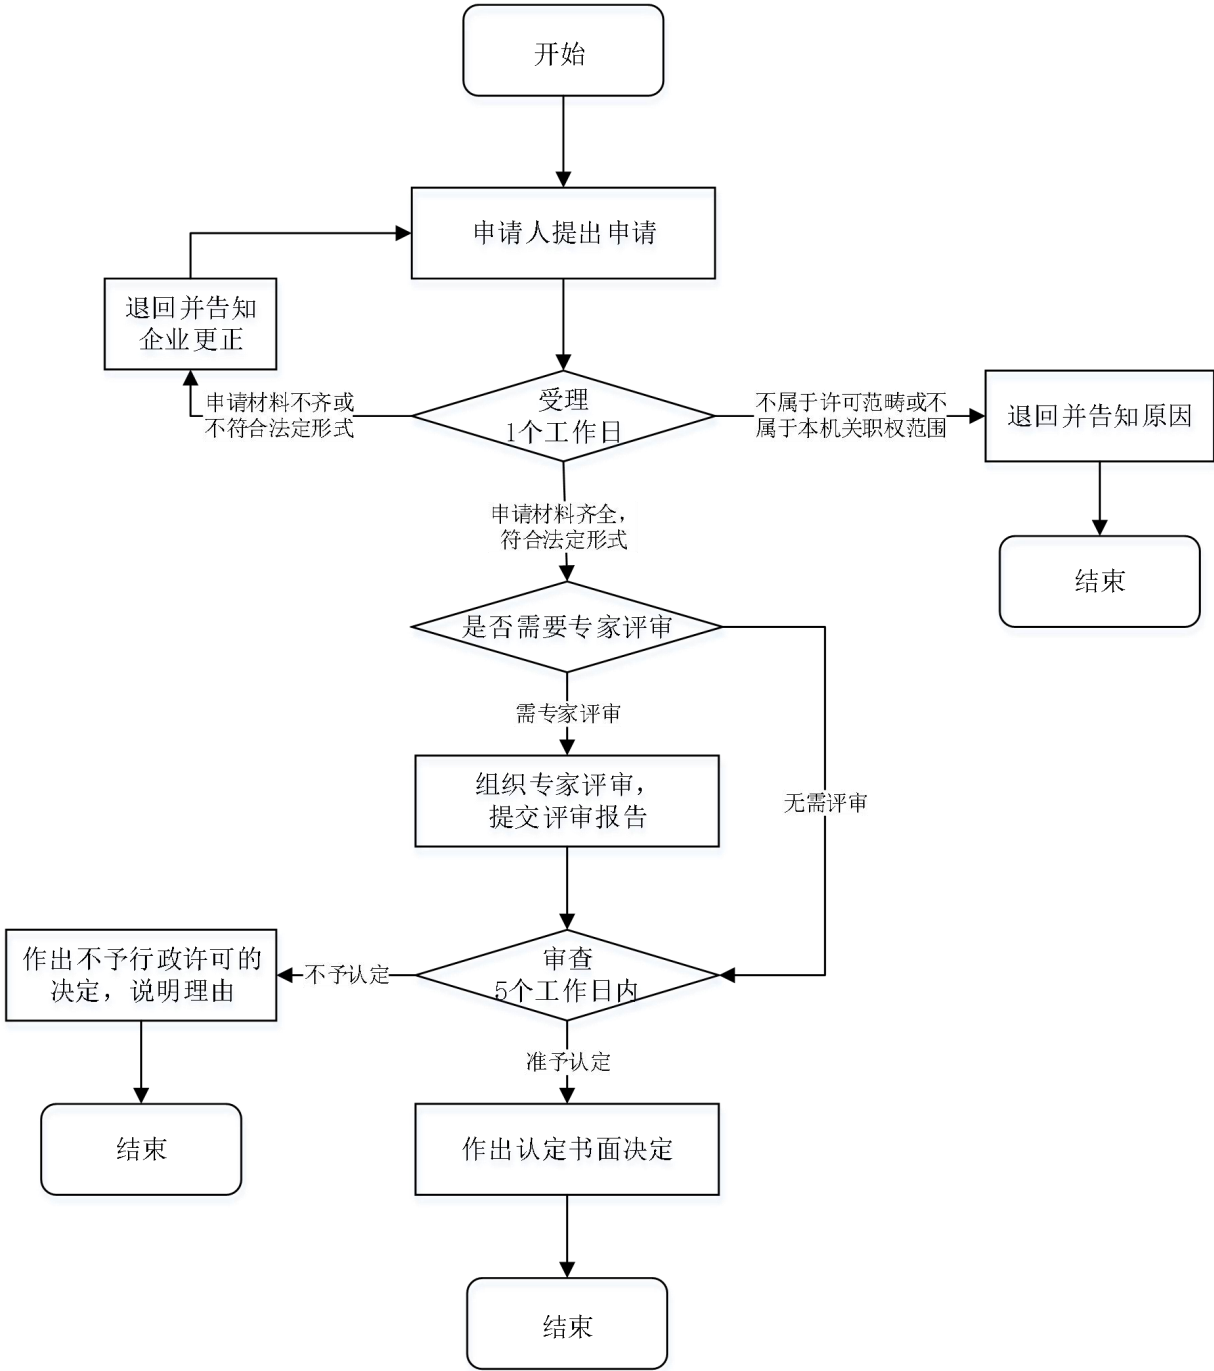 开始
申请人提出申请
退回并告知
企业更正
申请材料不齐或
不符合法定形式
受理
1个工作日
不属于许可范畴或不
属于本机关职权范围
退回并告知原因
结束
申请材料齐全，
符合法定形式
是否需要专家评审
需专家评审
组织专家评审，
提交评审报告
无需评审
作出不予行政许可的
决定，说明理由
不予认定
审查
5个工作日内
准予认定
结束
作出认定书面决定
结束